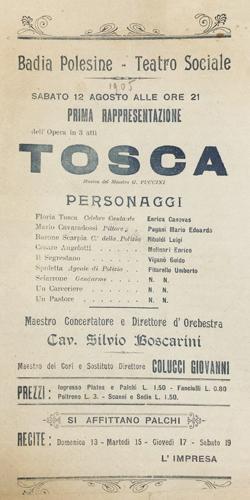 Badia Polesine - Teatro Sociale
1905
SABATO 12 AGOSTO ALLE ORE 21
PRIMA RAPPRESENTAZIONE
dell'Opera in 3 atti
TOSCA
Musica del Maestro G. PUCCINI
PERSONAGGI
Floria Tosca Celebre Cantante Enrica Canovas
Mario Cavaradossi Pittore . . Pagani Mario Edoardo
Barone Scarpia C.° della Polizia Riboldi Luigi
Cesare Angelotti . . . . . . Molinari Enrico
Il Segrestano . . . . . Viganò Guido
Spoletta Agente di Polizia . . Fitarello Umberto
Sciarrone Gendarme . . . . N. N.
Un Carceriere . . . . . N. N.
Un Pastore . . . . . . N. N.
Maestro Concertatore e Direttore d'Orchestra
Cav. Silvio Boscarini
Maestro dei Cori e Sostituto Direttore COLUCCI GIOVANNI
PREZZI: Ingresso Platea e Palchi L. 1.50 - Fanciulli L. 0.80
Poltrone L. 3. - Scanni e Sedie L. 1.50.
SI AFFITTANO PALCHI
RECITE: Domenica 13 - Martedì 15 - Giovedì 17 - Sabato 19
L'IMPRESA